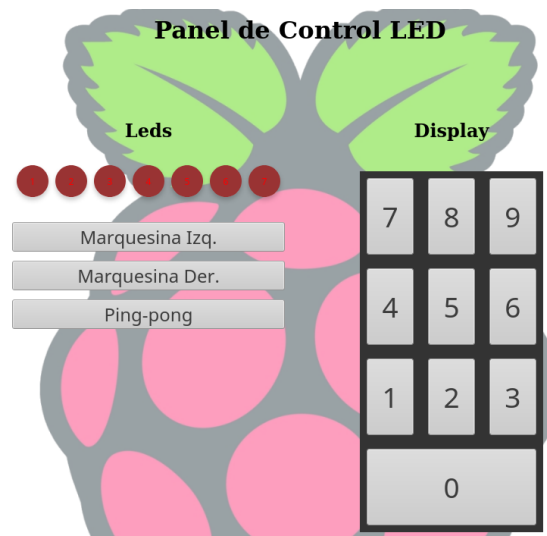 Panel de Control LED
Leds
Display
Marquesina Izq.
Marquesina Der.
Ping-pong
7 8 9
4 5 6
1 2 3
0